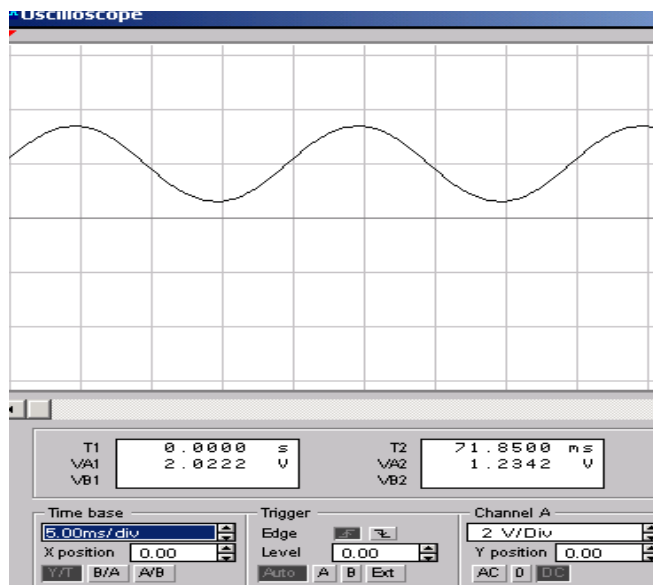 Oscilloscope
T1 0.0000 s T2 71.8500 ms
VA1 2.0222 V VA2 1.2342 V
VB1 VB2
Time base Trigger Channel A
5.00ms/div Edge 2 V/Div
X position 0.00 Level 0.00 Y position 0.00
Y/T B/A A/B Auto A B Ext AC 0 DC